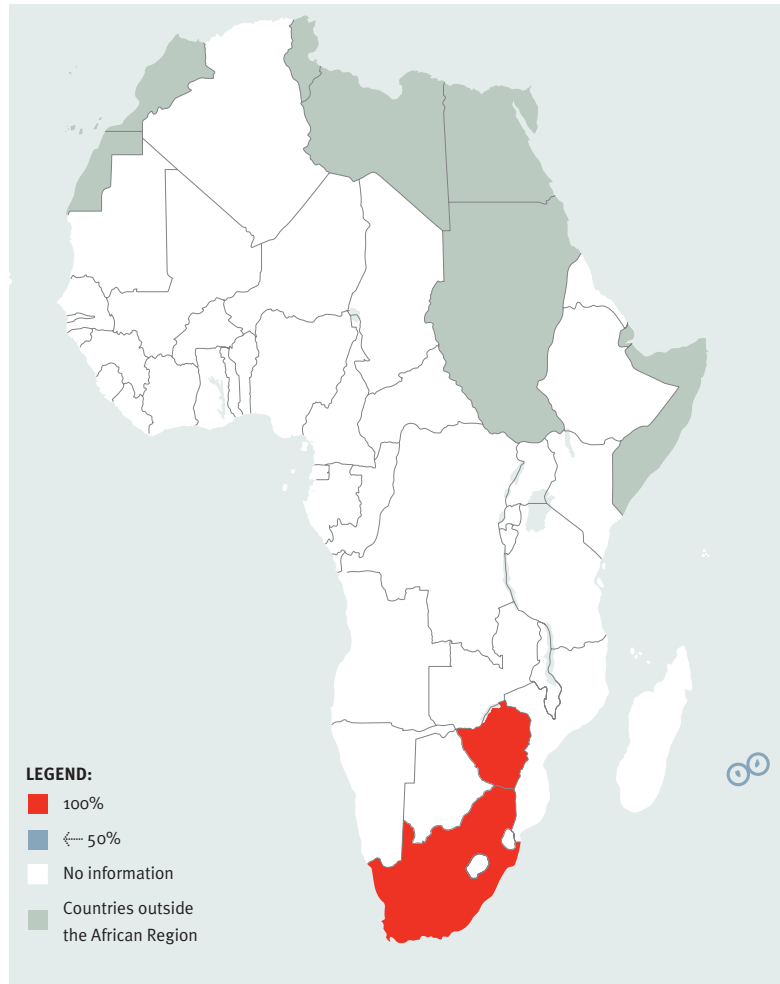 LEGEND:
100%
<50%
No information
Countries outside
the African Region